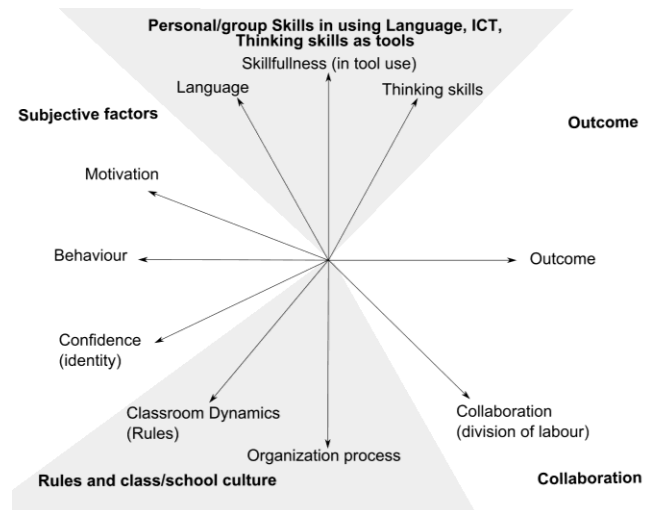 Personal/group Skills in using Language, ICT,
Thinking skills as tools
Skillfullness (in tool use)
Language
Thinking skills
Subjective factors
Outcome
Motivation
Behaviour
Outcome
Confidence
(identity)
Classroom Dynamics
(Rules)
Collaboration
(division of labour)
Organization process
Rules and class/school culture
Collaboration